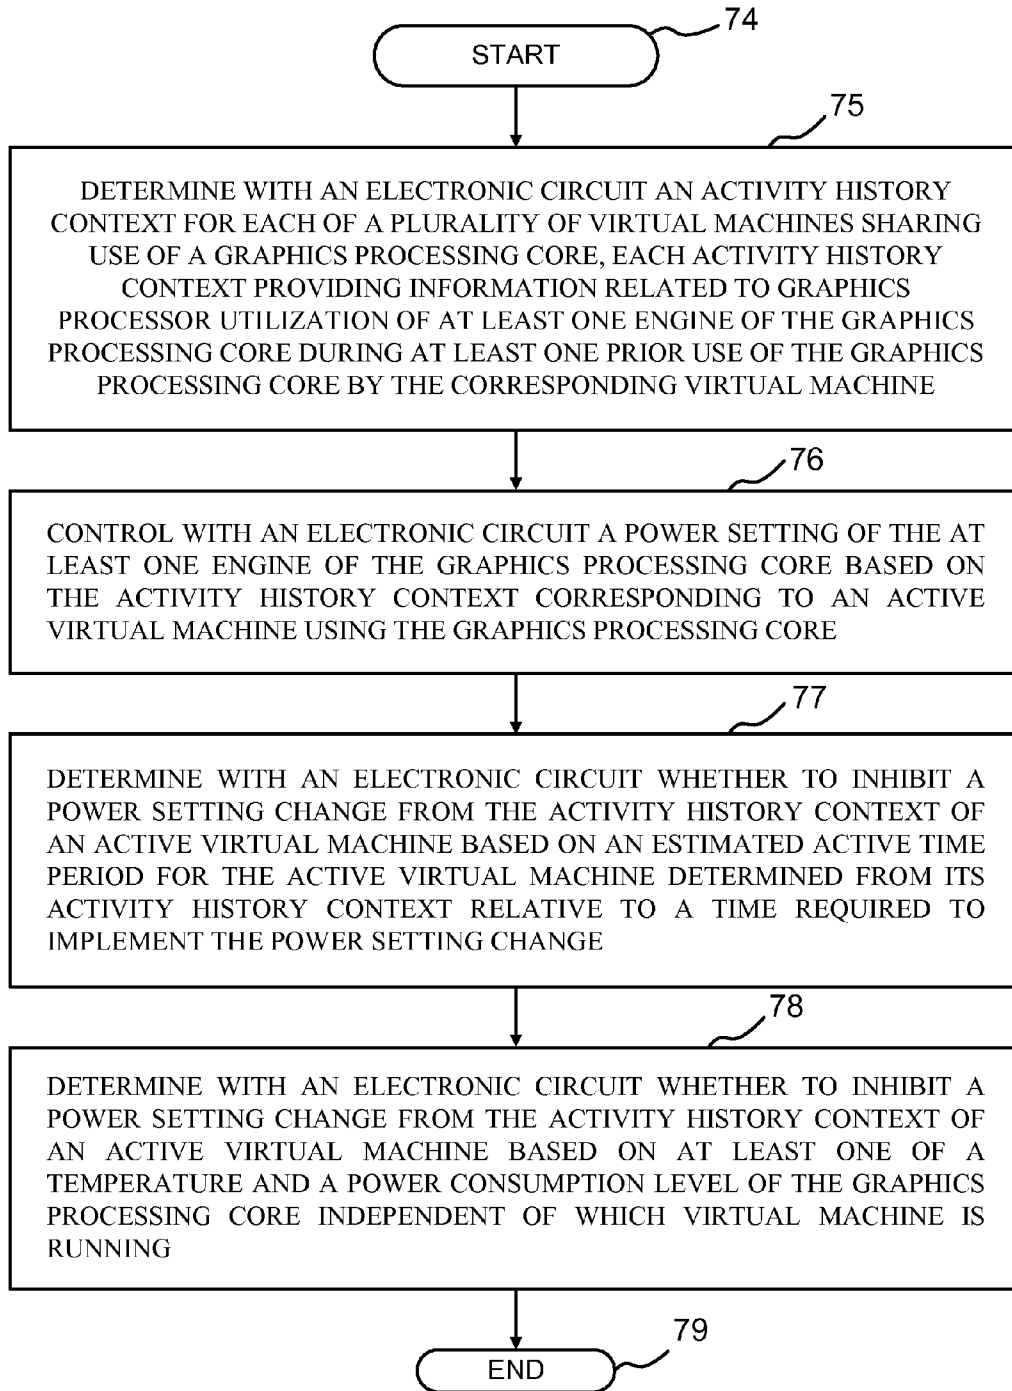 74
START
75
DETERMINE WITH AN ELECTRONIC CIRCUIT AN ACTIVITY HISTORY
CONTEXT FOR EACH OF A PLURALITY OF VIRTUAL MACHINES SHARING
USE OF A GRAPHICS PROCESSING CORE, EACH ACTIVITY HISTORY
CONTEXT PROVIDING INFORMATION RELATED TO GRAPHICS
PROCESSOR UTILIZATION OF AT LEAST ONE ENGINE OF THE GRAPHICS
PROCESSING CORE DURING AT LEAST ONE PRIOR USE OF THE GRAPHICS
PROCESSING CORE BY THE CORRESPONDING VIRTUAL MACHINE
76
CONTROL WITH AN ELECTRONIC CIRCUIT A POWER SETTING OF THE AT
LEAST ONE ENGINE OF THE GRAPHICS PROCESSING CORE BASED ON
THE ACTIVITY HISTORY CONTEXT CORRESPONDING TO AN ACTIVE
VIRTUAL MACHINE USING THE GRAPHICS PROCESSING CORE
77
DETERMINE WITH AN ELECTRONIC CIRCUIT WHETHER TO INHIBIT A
POWER SETTING CHANGE FROM THE ACTIVITY HISTORY CONTEXT OF
AN ACTIVE VIRTUAL MACHINE BASED ON AN ESTIMATED ACTIVE TIME
PERIOD FOR THE ACTIVE VIRTUAL MACHINE DETERMINED FROM ITS
ACTIVITY HISTORY CONTEXT RELATIVE TO A TIME REQUIRED TO
IMPLEMENT THE POWER SETTING CHANGE
78
DETERMINE WITH AN ELECTRONIC CIRCUIT WHETHER TO INHIBIT A
POWER SETTING CHANGE FROM THE ACTIVITY HISTORY CONTEXT OF
AN ACTIVE VIRTUAL MACHINE BASED ON AT LEAST ONE OF A
TEMPERATURE AND A POWER CONSUMPTION LEVEL OF THE GRAPHICS
PROCESSING CORE INDEPENDENT OF WHICH VIRTUAL MACHINE IS
RUNNING
79
END